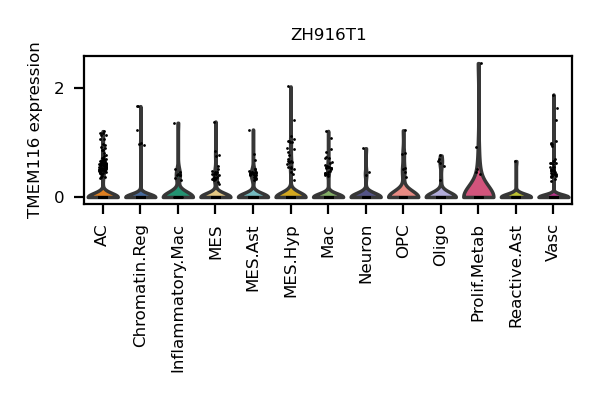 ZH916T1
TMEM116 expression
2
0
AC
Chromatin.Reg
Inflammatory.Mac
MES
MES.Ast
MES.Hyp
Mac
Neuron
OPC
Oligo
Prolif.Metab
Reactive.Ast
Vasc